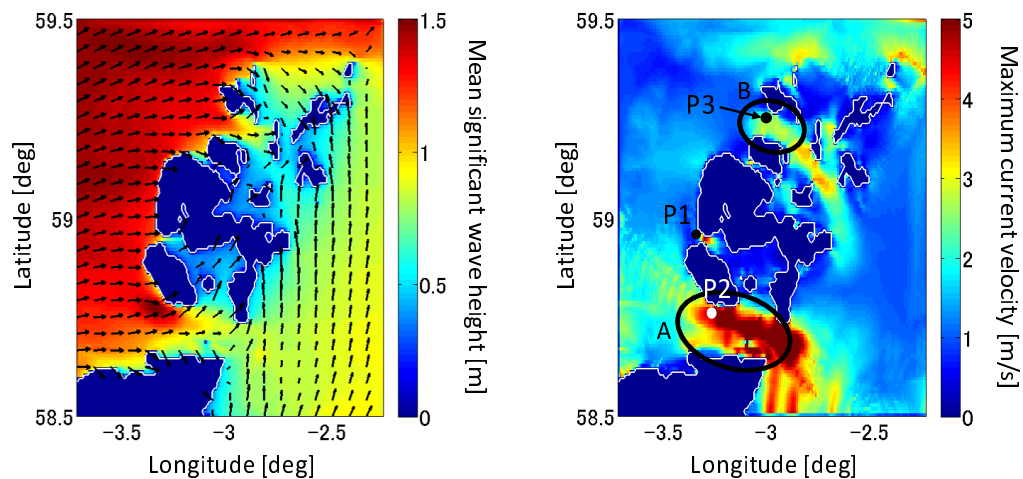 59.5
59
58.5
Latitude [deg]
−3.5
−3
−2.5
Longitude [deg]
1.5
1
0.5
0
Mean significant wave height [m]
59.5
59
58.5
Latitude [deg]
B
P3
P1
P2
A
−3.5
−3
−2.5
Longitude [deg]
5
4
3
2
1
0
Maximum current velocity [m/s]